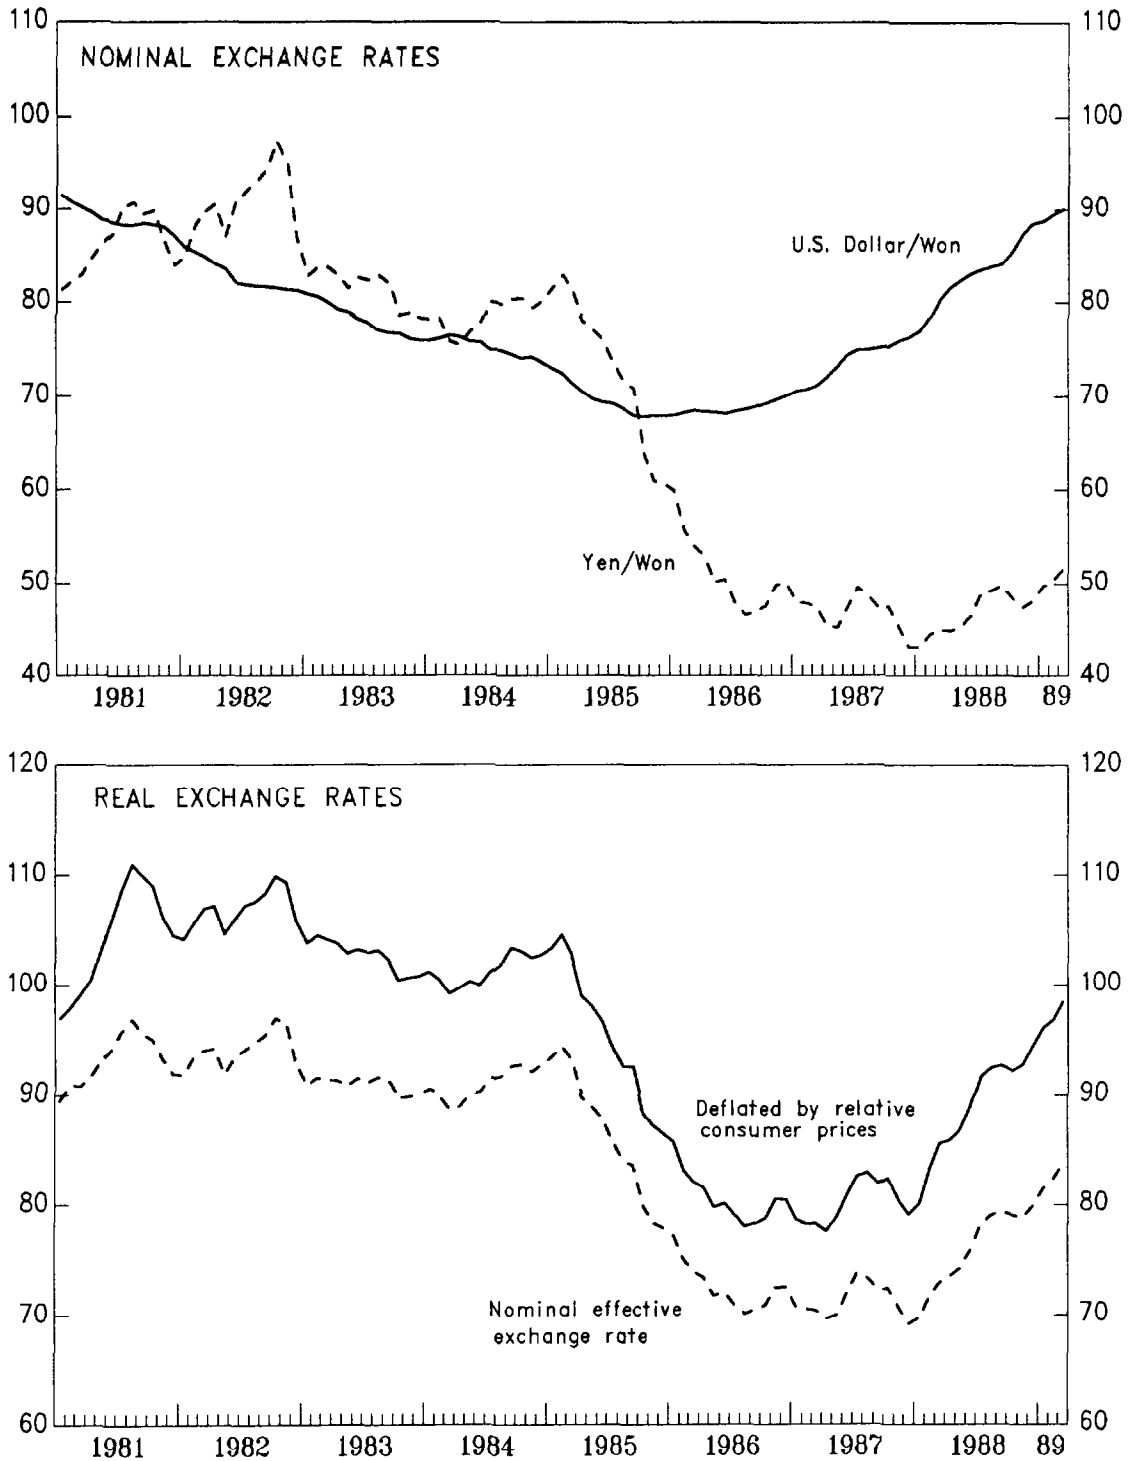 NOMINAL EXCHANGE RATES
110 110
100 100
90 90
U.S. Dollar/Won
80 80
70 70
60 60
Yen/Won
50 50
40 40
1981 1982 1983 1984 1985 1986 1987 1988 89
120 120
REAL EXCHANGE RATES
110 110
100 100
90 90
Deflated by relative
consumer prices
80 80
70 70
Nominal effective
exchange rate
60 60
1981 1982 1983 1984 1985 1986 1987 1988 89